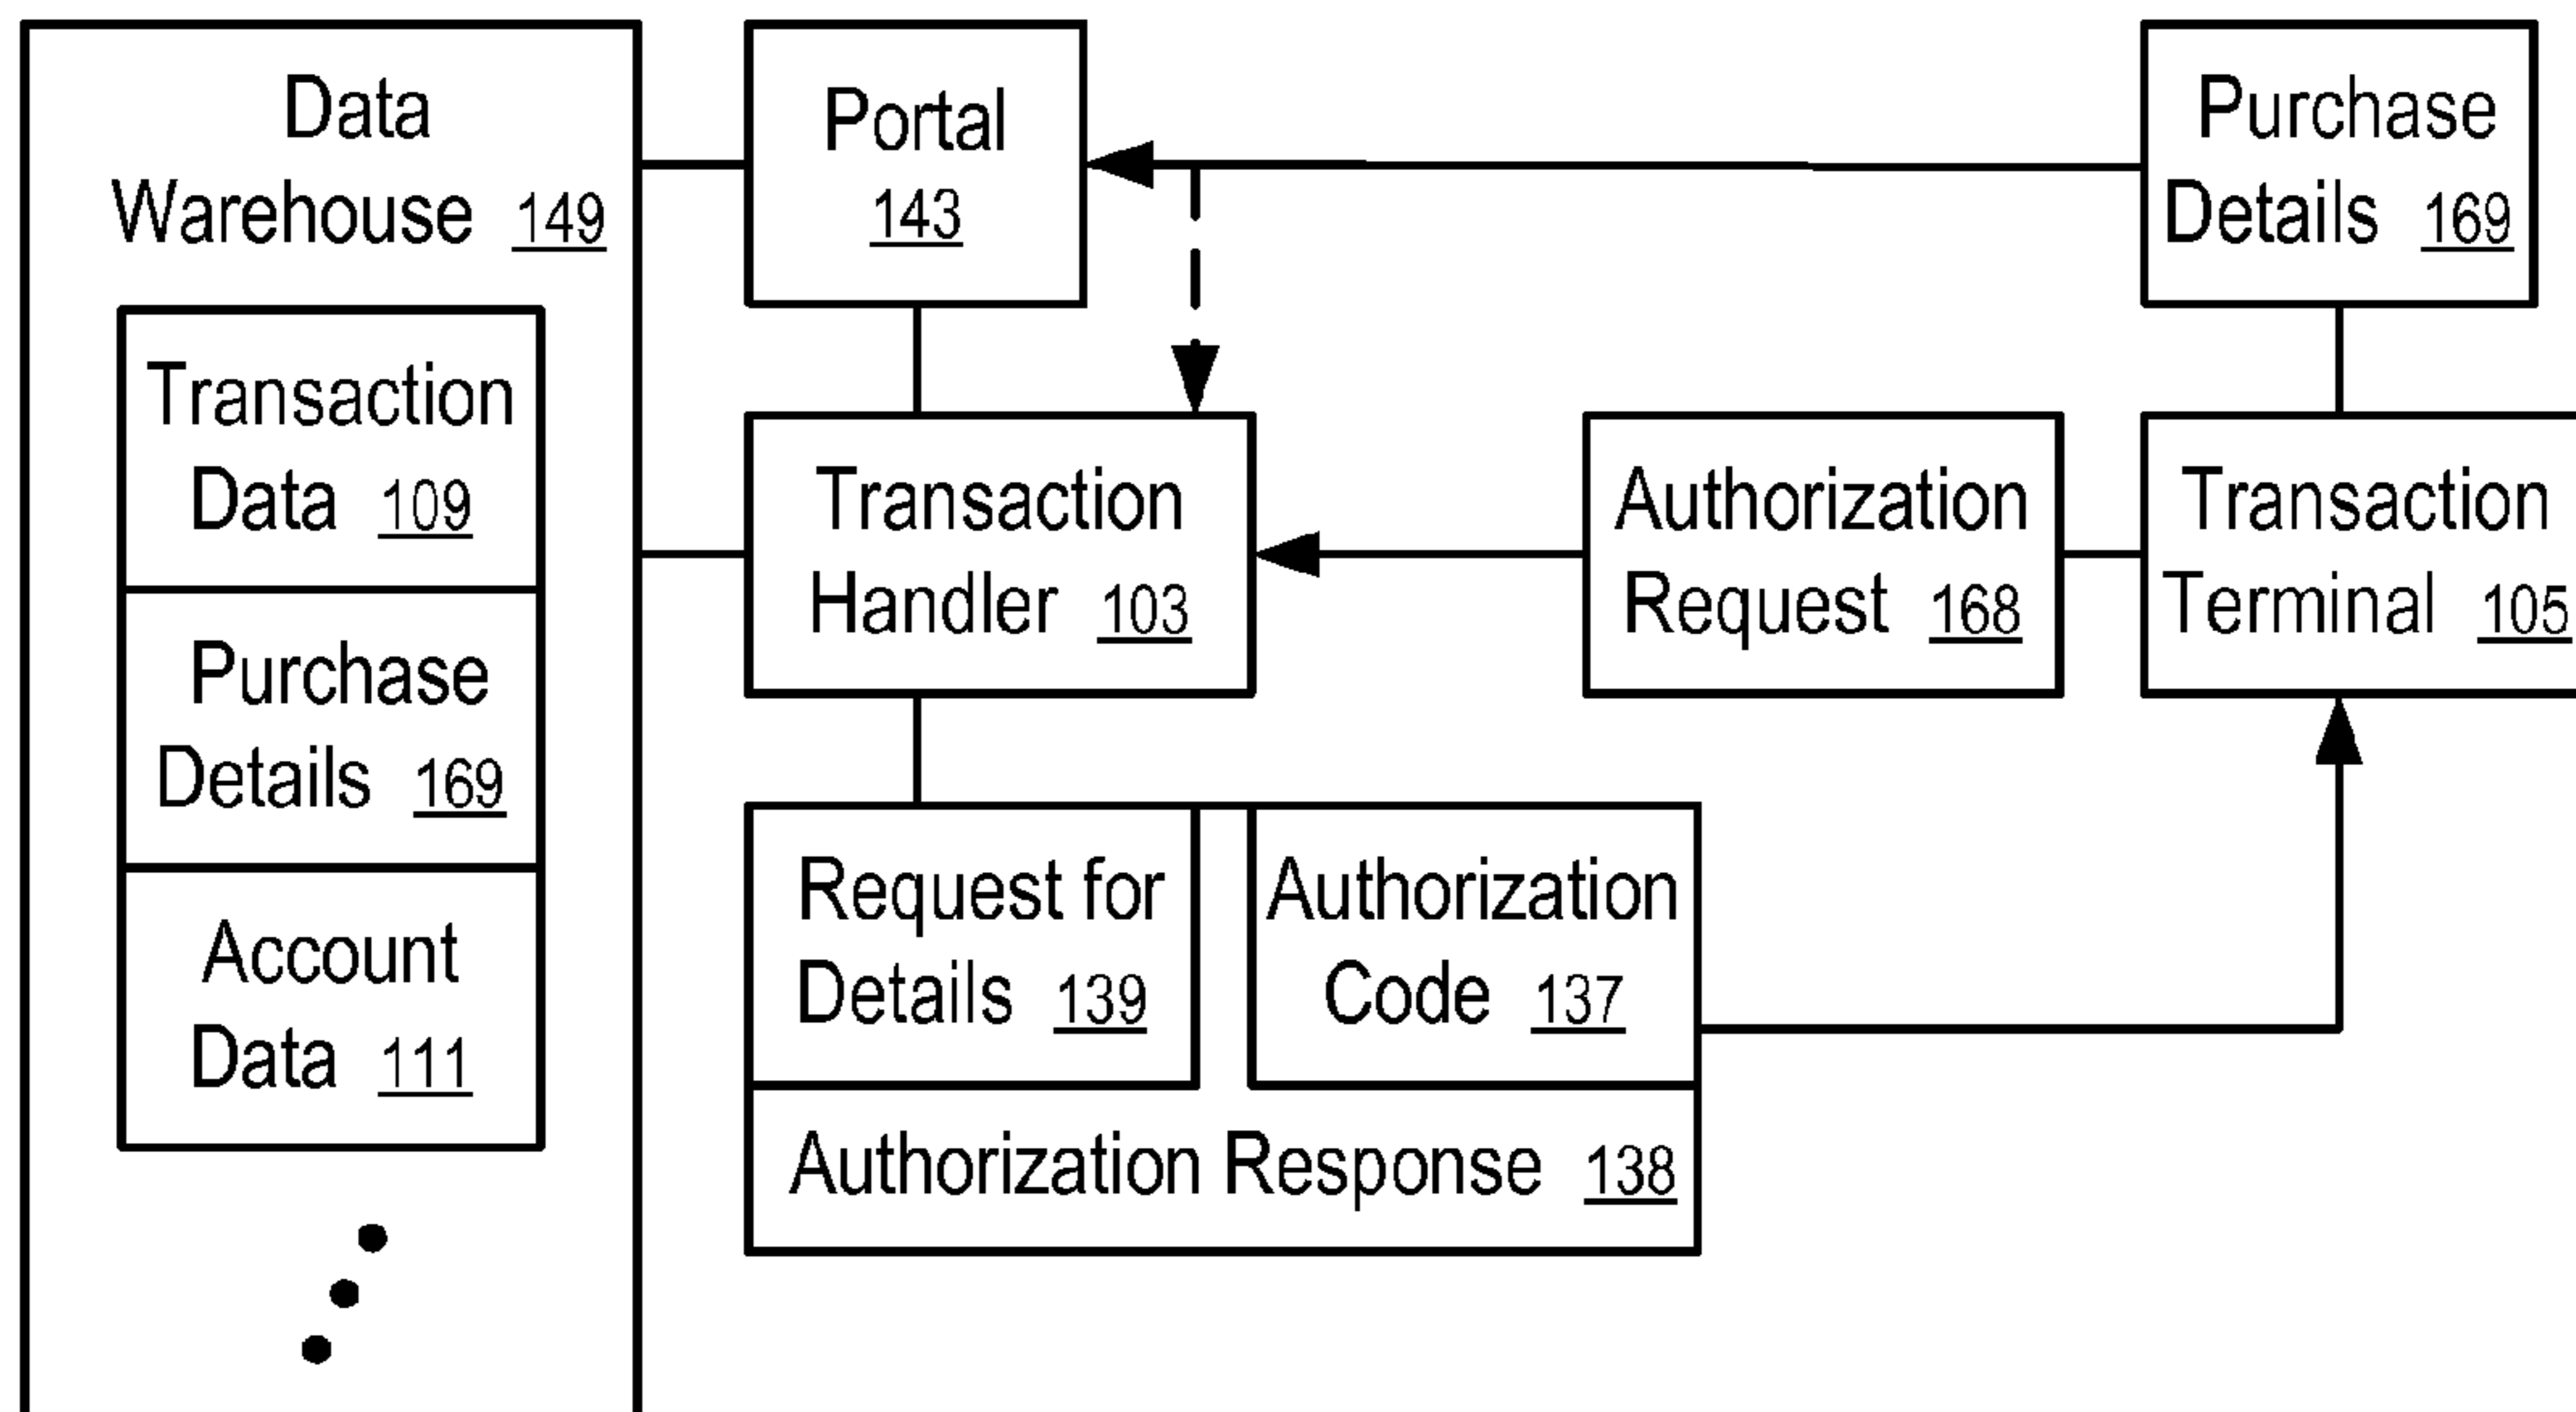 Data
Warehouse 149
Transaction
Data 109
Purchase
Details 169
Account
Data 111
Portal
143
Purchase
Details 169
Transaction
Handler 103
Authorization
Request 168
Transaction
Terminal 105
Request for
Details 139
Authorization
Code 137
Authorization Response 138